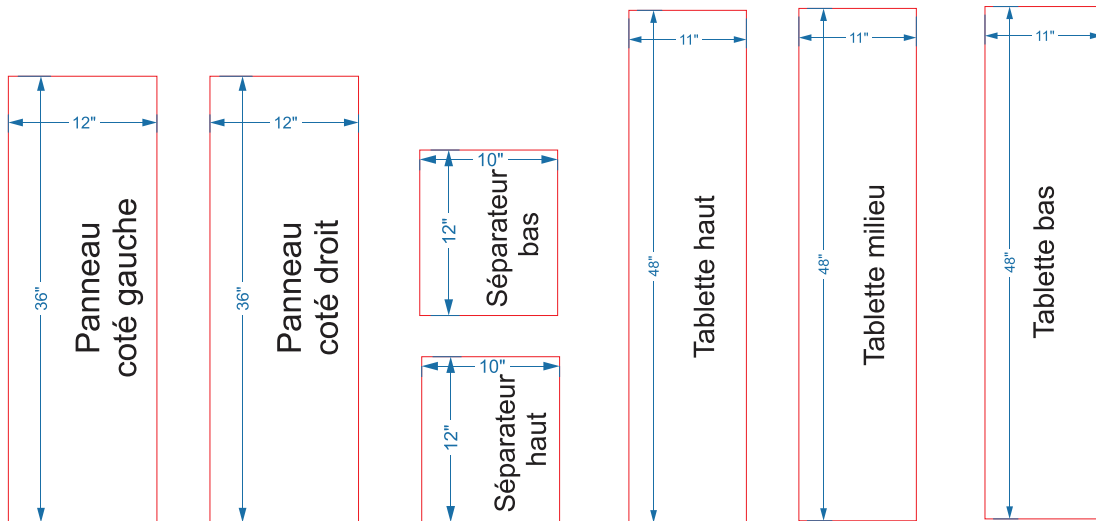 12"
36"
Panneau
coté gauche
12"
36"
Panneau
coté droit
10"
12"
Séparateur
bas
10"
12"
Séparateur
haut
11"
48"
Tablette haut
11"
48"
Tablette milieu
11"
48"
Tablette bas